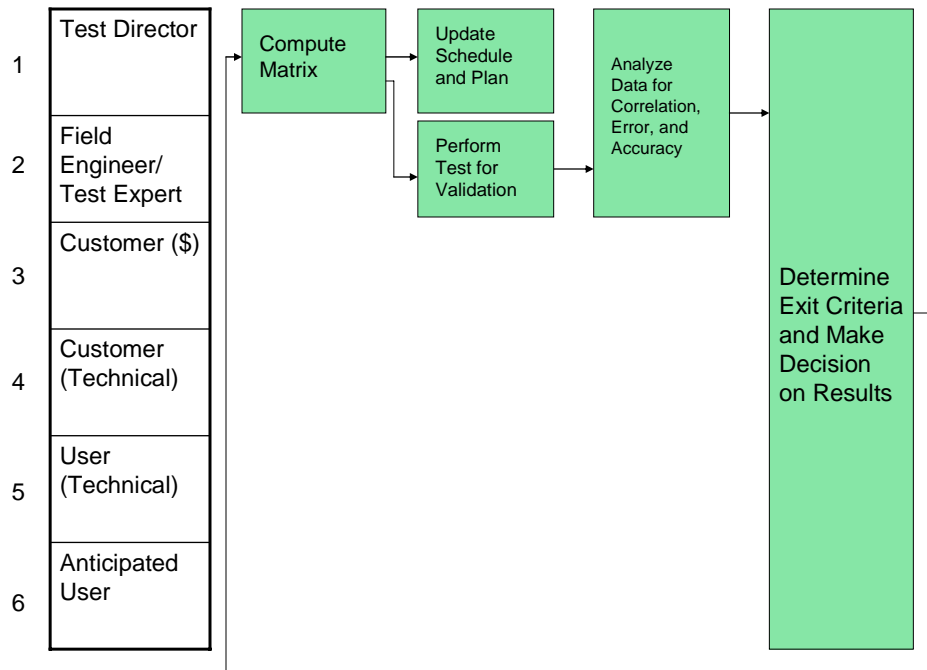 1
Test Director
2
Field
Engineer/
Test Expert
3
Customer ($)
4
Customer
(Technical)
5
User
(Technical)
6
Anticipated
User
Compute
Matrix
Update
Schedule
and Plan
Perform
Test for
Validation
Analyze
Data for
Correlation,
Error, and
Accuracy
Determine
Exit Criteria
and Make
Decision
on Results